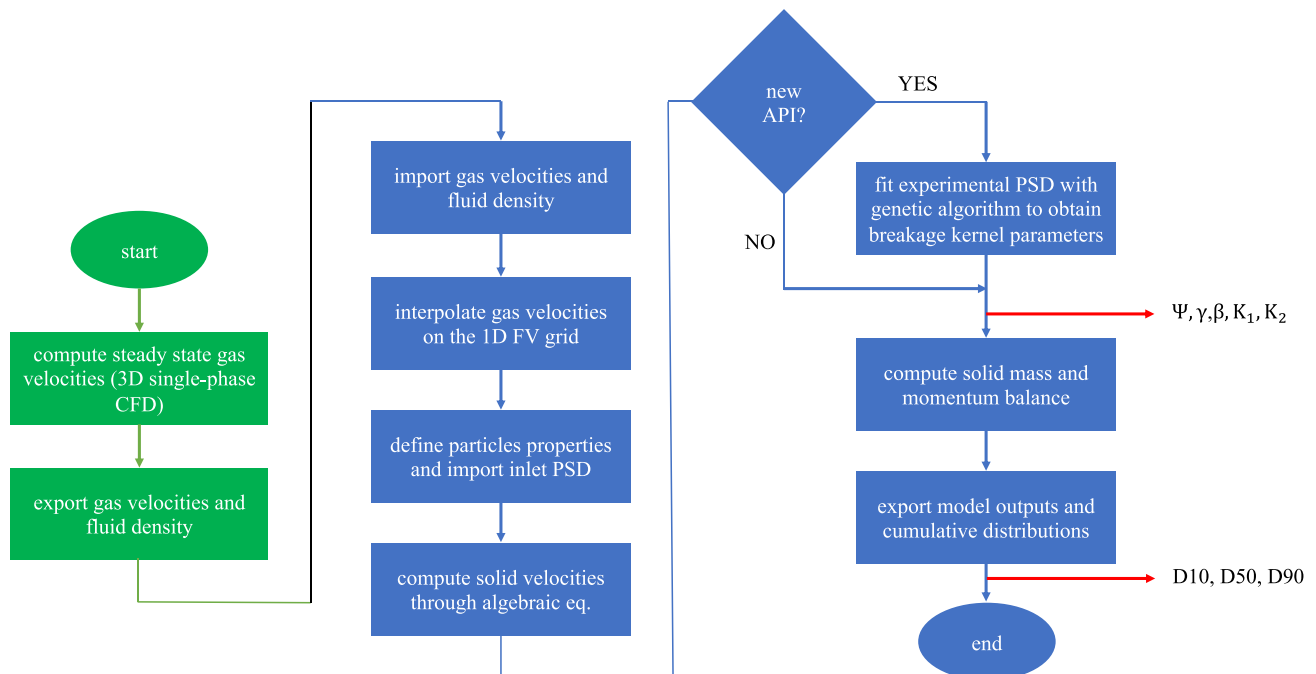 start
compute steady state gas
velocities (3D single-phase
CFD)
export gas velocities and
fluid density
import gas velocities and
fluid density
interpolate gas velocities
on the 1D FV grid
define particles properties
and import inlet PSD
compute solid velocities
through algebraic eq.
new
API?
YES
NO
fit experimental PSD with
genetic algorithm to obtain
breakage kernel parameters
Ψ, γ,β, K₁, K₂
compute solid mass and
momentum balance
export model outputs and
cumulative distributions
D10, D50, D90
end